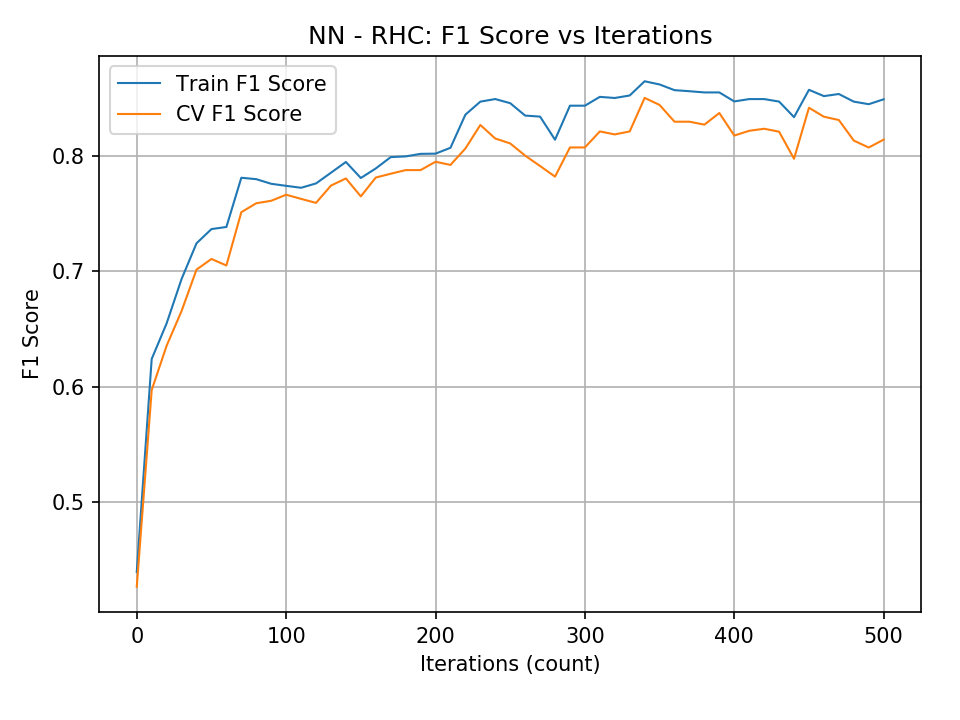 NN - RHC: F1 Score vs Iterations
Train F1 Score
CV F1 Score
F1 Score
0.8
0.7
0.6
0.5
0 100 200 300 400 500
Iterations (count)